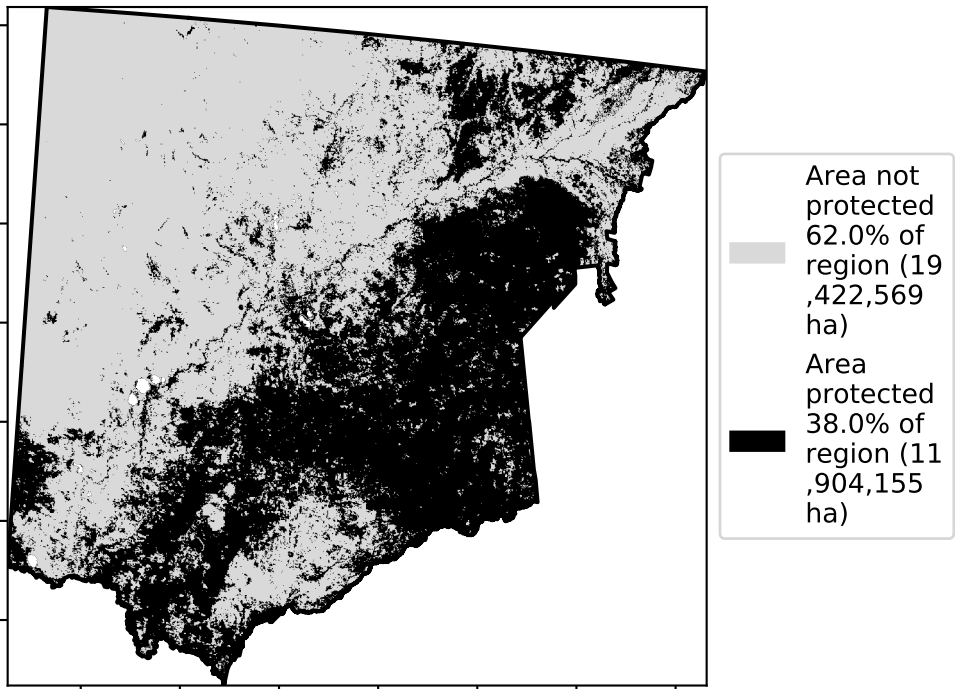 Area not
protected
62.0% of
region (19
,422,569
ha)
Area
protected
38.0% of
region (11
,904,155
ha)